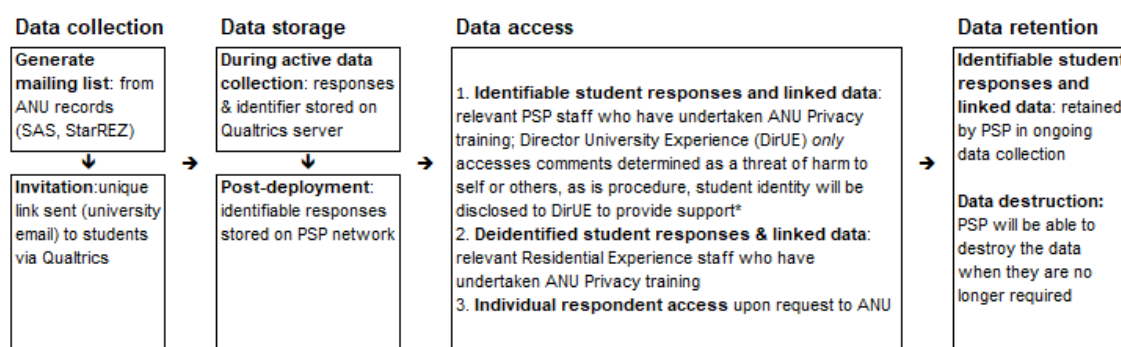 Data collection
Generate
mailing list: from
ANU records
(SAS, StarREZ)
Invitation:unique
link sent (university
email) to students
via Qualtrics
Data storage
During active data
collection: responses
& identifier stored on
Qualtrics server
Post-deployment:
identifiable responses
stored on PSP network
Data access
1. Identifiable student responses and linked data:
relevant PSP staff who have undertaken ANU Privacy
training; Director University Experience (DirUE) only
accesses comments determined as a threat of harm to
self or others, as is procedure, student identity will be
disclosed to DirUE to provide support*
2. Deidentified student responses & linked data:
relevant Residential Experience staff who have
undertaken ANU Privacy training
3. Individual respondent access upon request to ANU
Data retention
Identifiable student
responses and
linked data: retained
by PSP in ongoing
data collection
Data destruction:
PSP will be able to
destroy the data
when they are no
longer required